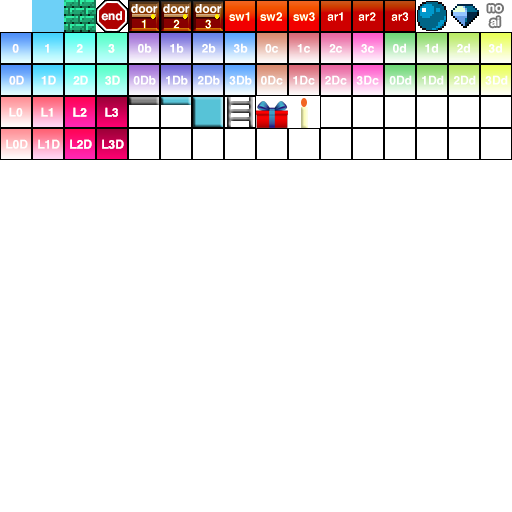 end door 1 door 2 door 3 sw1 sw2 sw3 ar1 ar2 ar3 no ai
0 1 2 3 0b 1b 2b 3b 0c 1c 2c 3c 0d 1d 2d 3d
0D 1D 2D 3D 0Db 1Db 2Db 3Db 0Dc 1Dc 2Dc 3Dc 0Dd 1Dd 2Dd 3Dd
L0 L1 L2 L3
L0D L1D L2D L3D